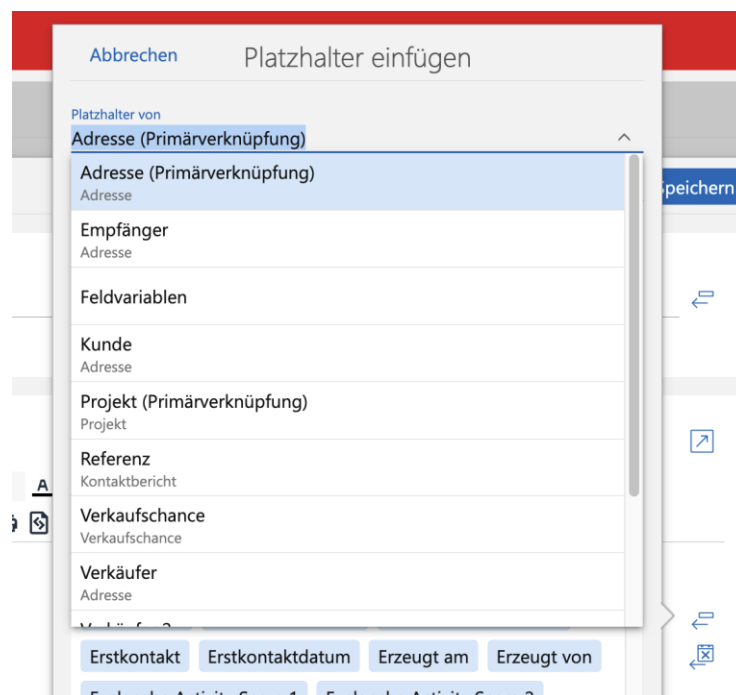 Abbrechen
Platzhalter einfügen
Platzhalter von
Adresse (Primärverknüpfung)
Adresse (Primärverknüpfung)
Adresse
Speichern
Empfänger
Adresse
Feldvariablen
Kunde
Adresse
Projekt (Primärverknüpfung)
Projekt
Referenz
Kontaktbericht
A
Verkaufschance
Verkaufschance
Verkäufer
Adresse
Erstkontakt Erstkontaktdatum Erzeugt am Erzeugt von